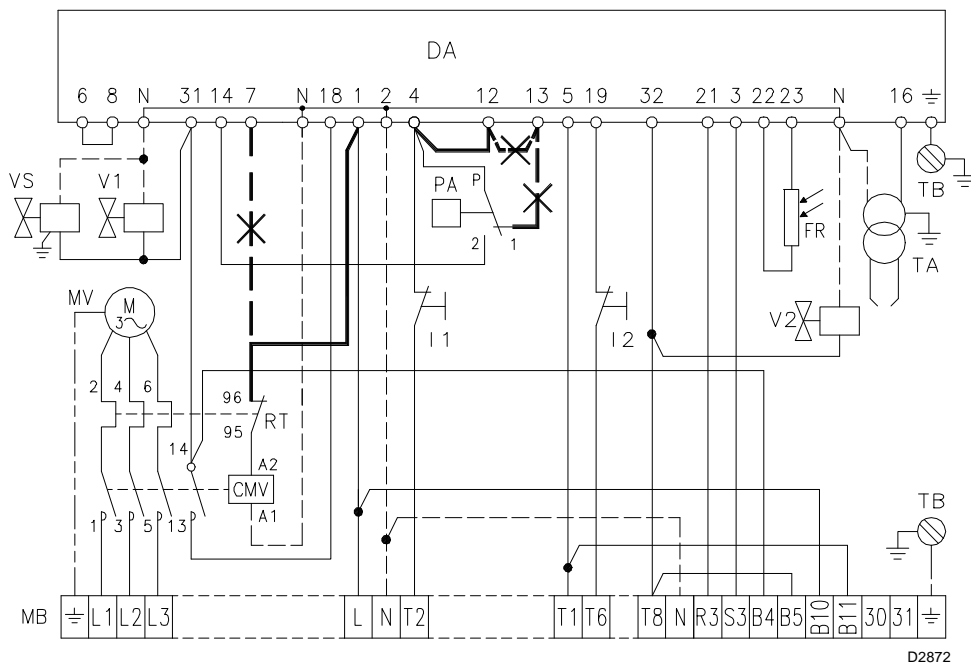 DA
6 8 N 31 14 7 N 18 1 2 4 12 13 5 19 32 21 3 22 23 N 16
VS V1 PA P FR TB
2 1 TA
MV M I1 I2 V2
3
2 4 6 96
RT
95
14 A2
CMV
A1 TB
1 3 5 13
MB L1 L2 L3 L N T2 T1 T6 T8 N R3 S3 B4 B5 B10 B11 30 31
D2872